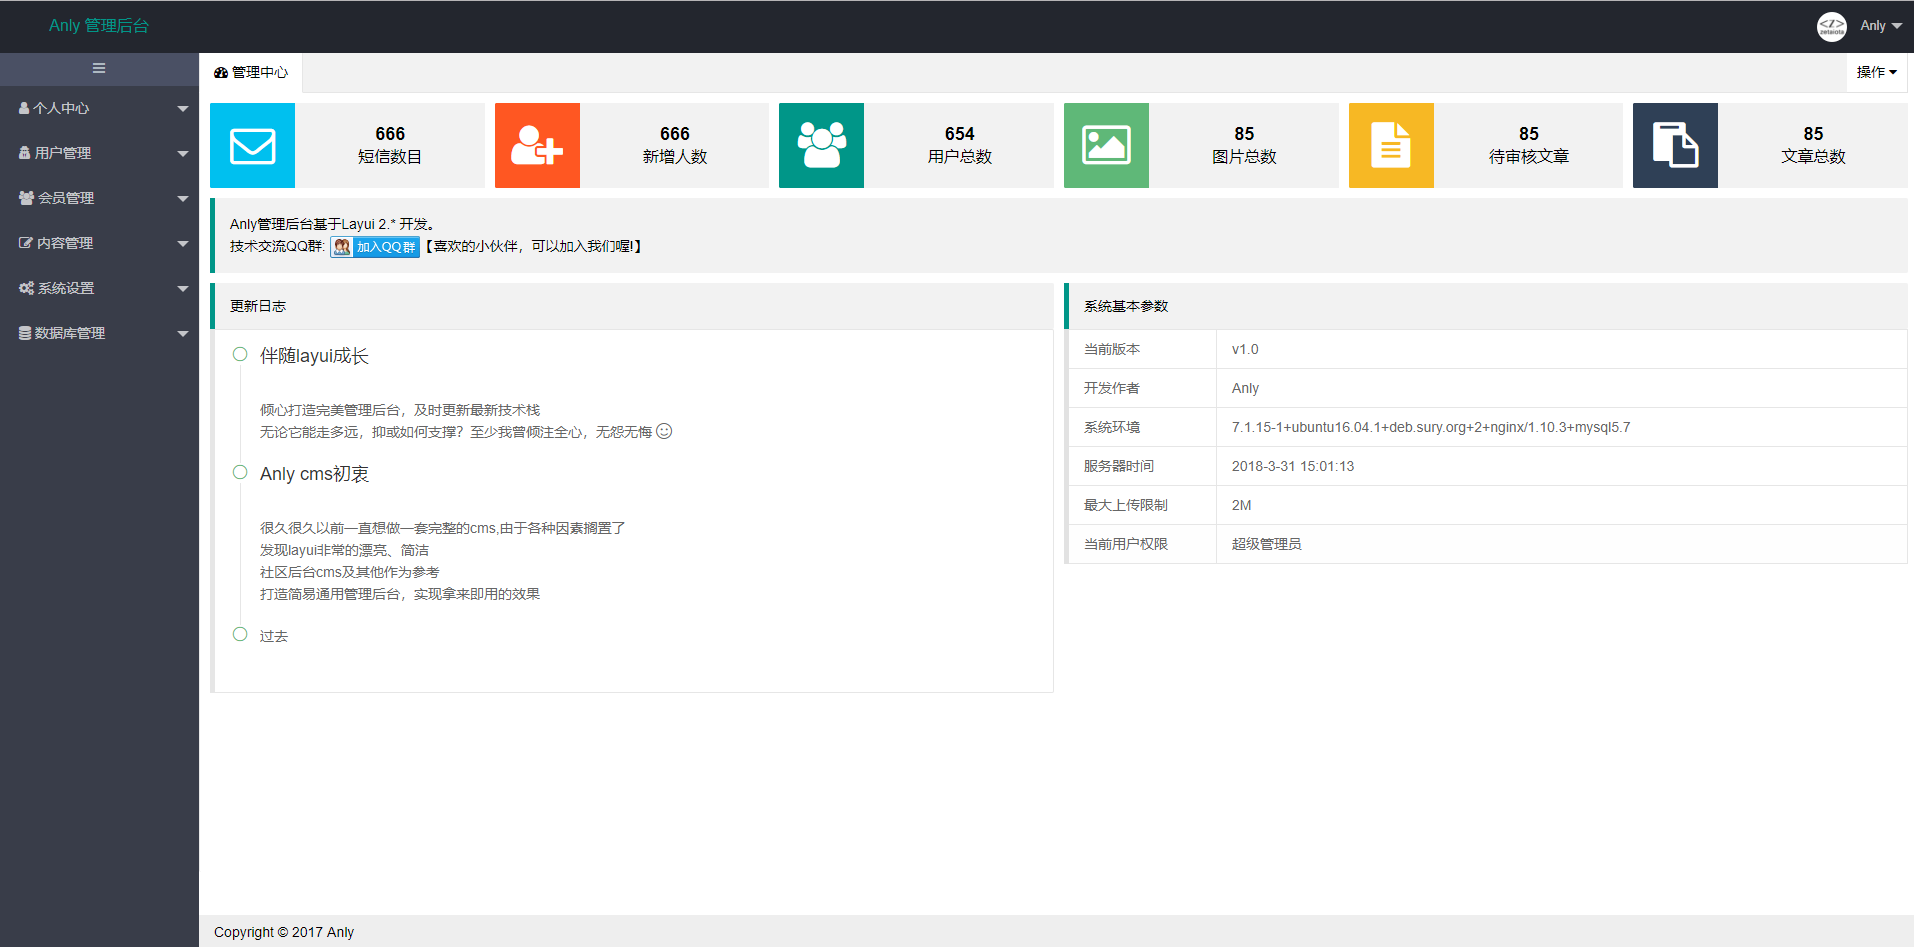 Anly 管理后台
Anly
个人中心
用户管理
会员管理
内容管理
系统设置
数据库管理
管理中心
操作
666
短信数目
666
新增人数
654
用户总数
85
图片总数
85
待审核文章
85
文章总数
Anly管理后台基于Layui 2.* 开发。
技术交流QQ群: 加入QQ群【喜欢的小伙伴，可以加入我们喔!】
更新日志
伴随layui成长
倾心打造完美管理后台，及时更新最新技术栈
无论它能走多远，抑或如何支撑？至少我曾倾注全心，无怨无悔
Anly cms初衷
很久很久以前一直想做一套完整的cms,由于各种因素搁置了
发现layui非常的漂亮、简洁
社区后台cms及其他作为参考
打造简易通用管理后台，实现拿来即用的效果
过去
系统基本参数
当前版本 v1.0
开发作者 Anly
系统环境 7.1.15-1+ubuntu16.04.1+deb.sury.org+2+nginx/1.10.3+mysql5.7
服务器时间 2018-3-31 15:01:13
最大上传限制 2M
当前用户权限 超级管理员
Copyright © 2017 Anly